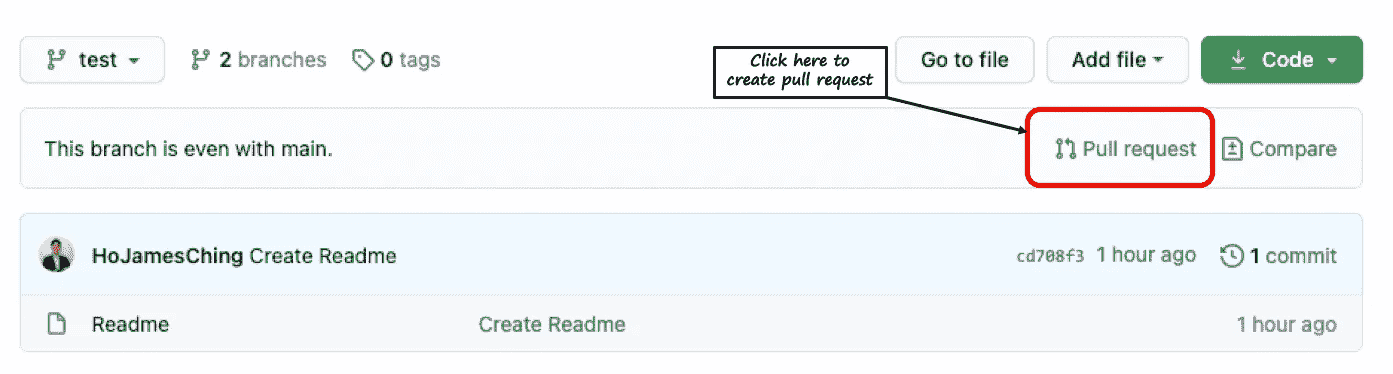 test
2 branches
0 tags
Click here to
create pull request
Go to file
Add file
Code
This branch is even with main.
Pull request
Compare
HoJamesChing Create Readme
cd708f3 1 hour ago
1 commit
Readme
Create Readme
1 hour ago